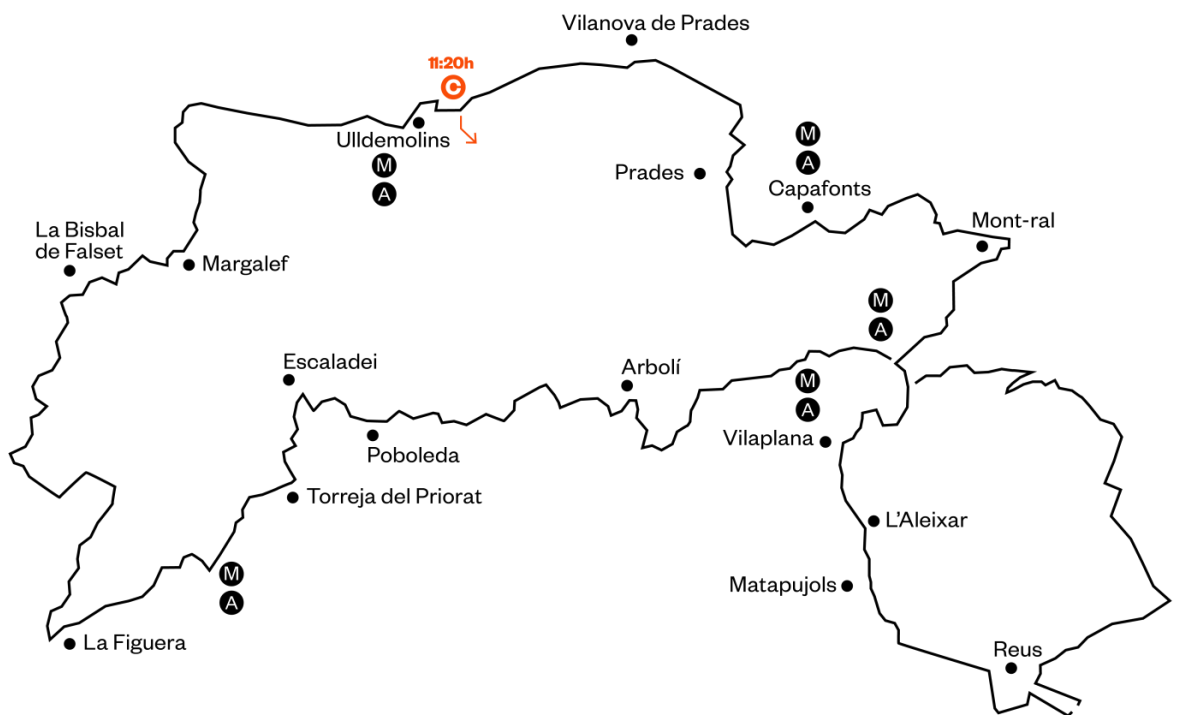 Vilanova de Prades
11:20h
Ulldemolins
M
A
Prades
M
A
Capafonts
Mont-ral
La Bisbal
de Falset
Margalef
M
A
Escaladei
Arbolí
M
A
Vilaplana
Poboleda
Torreja del Priorat
L'Aleixar
M
A
Matapujols
La Figuera
Reus